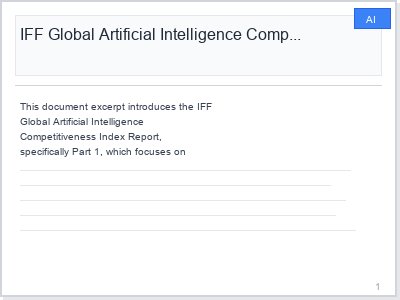 AI
IFF Global Artificial Intelligence Comp...
This document excerpt introduces the IFF
Global Artificial Intelligence
Competitiveness Index Report,
specifically Part 1, which focuses on
1